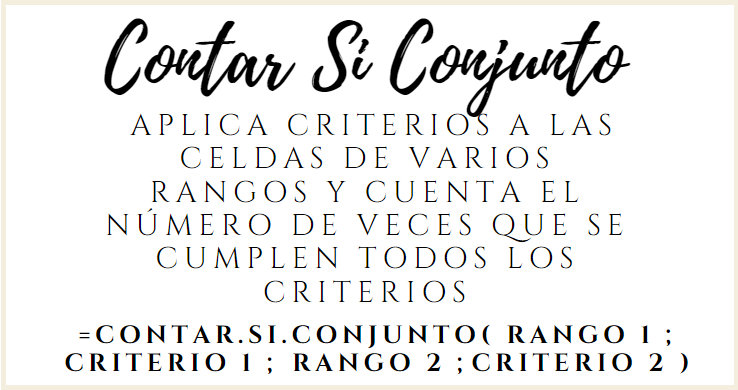 Contar Si Conjunto
APLICA CRITERIOS A LAS
CELDAS DE VARIOS
RANGOS Y CUENTA EL
NÚMERO DE VECES QUE SE
CUMPLEN TODOS LOS
CRITERIOS
=CONTAR.SI.CONJUNTO( RANGO 1 ;
CRITERIO 1 ; RANGO 2 ;CRITERIO 2 )